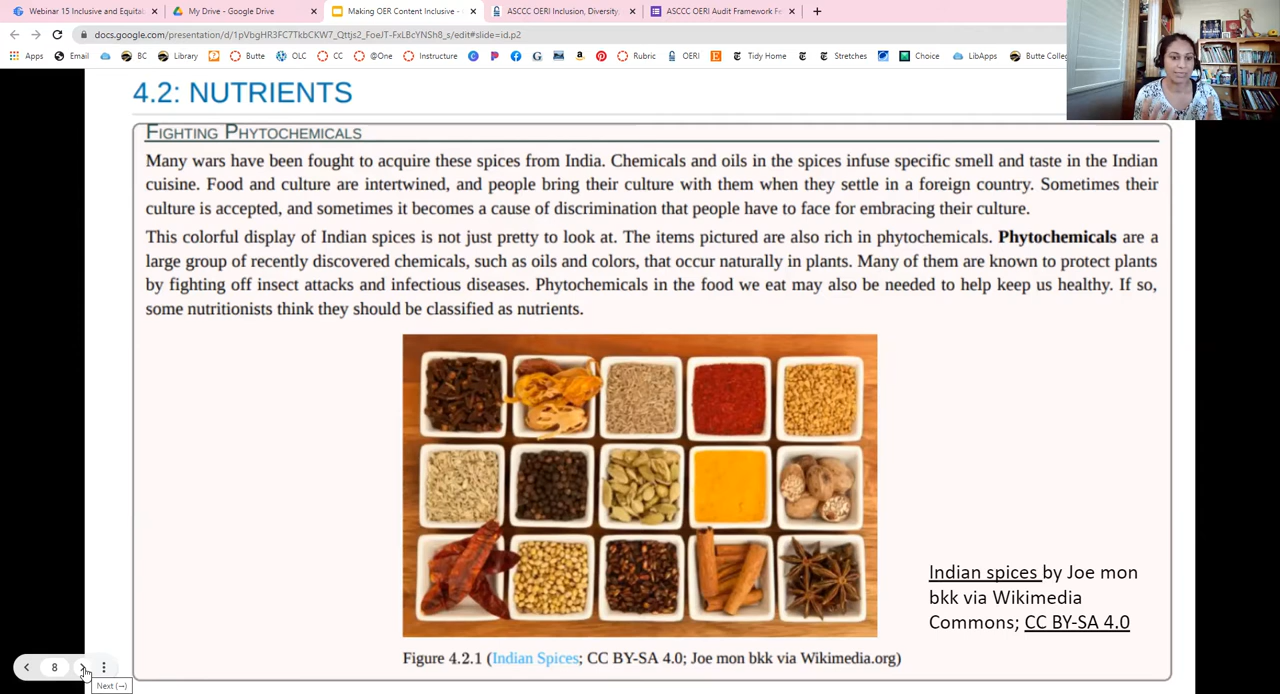 Webinar 15 Inclusive and Equita
My Drive - Google Drive
Making OER Content Inclusive -
ASCCC OERI Inclusion, Diversity,
ASCCC OERI Audit Framework Fe
docs.google.com/presentation/d/1pVbgHR3FC7TkbCKW7_Qttjs2_FoeJT-FxLBcYNSh8_s/edit#slide=id.p2
Apps Email BC Library Butte OLC CC @One Instructure Rubric OERI Tidy Home Stretches Choice LibApps Butte Colleg
4.2: NUTRIENTS
FIGHTING PHYTOCHEMICALS
Many wars have been fought to acquire these spices from India. Chemicals and oils in the spices infuse specific smell and taste in the Indian
cuisine. Food and culture are intertwined, and people bring their culture with them when they settle in a foreign country. Sometimes their
culture is accepted, and sometimes it becomes a cause of discrimination that people have to face for embracing their culture.
This colorful display of Indian spices is not just pretty to look at. The items pictured are also rich in phytochemicals. Phytochemicals are a
large group of recently discovered chemicals, such as oils and colors, that occur naturally in plants. Many of them are known to protect plants
by fighting off insect attacks and infectious diseases. Phytochemicals in the food we eat may also be needed to help keep us healthy. If so,
some nutritionists think they should be classified as nutrients.
Indian spices by Joe mon
bkk via Wikimedia
Commons; CC BY-SA 4.0
Figure 4.2.1 (Indian Spices; CC BY-SA 4.0; Joe mon bkk via Wikimedia.org)
8
Next (→)